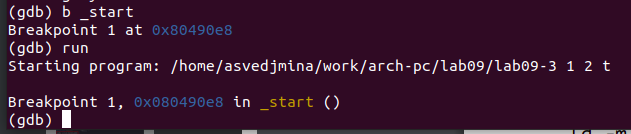 (gdb) b _start
Breakpoint 1 at 0x80490e8
(gdb) run
Starting program: /home/asvedjmina/work/arch-pc/lab09/lab09-3 1 2 t
Breakpoint 1, 0x080490e8 in _start ()
(gdb)